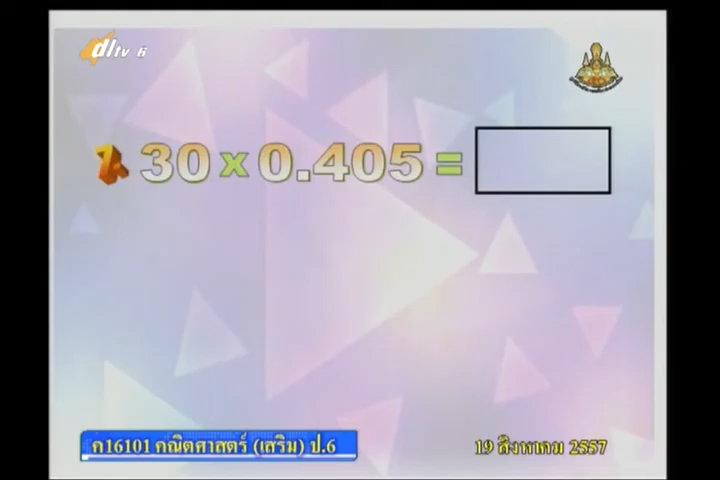 dltv 6
30 x 0.405 =
ค16101 คณิตศาสตร์ (เสริม) ป.6
19 สิงหาคม 2557